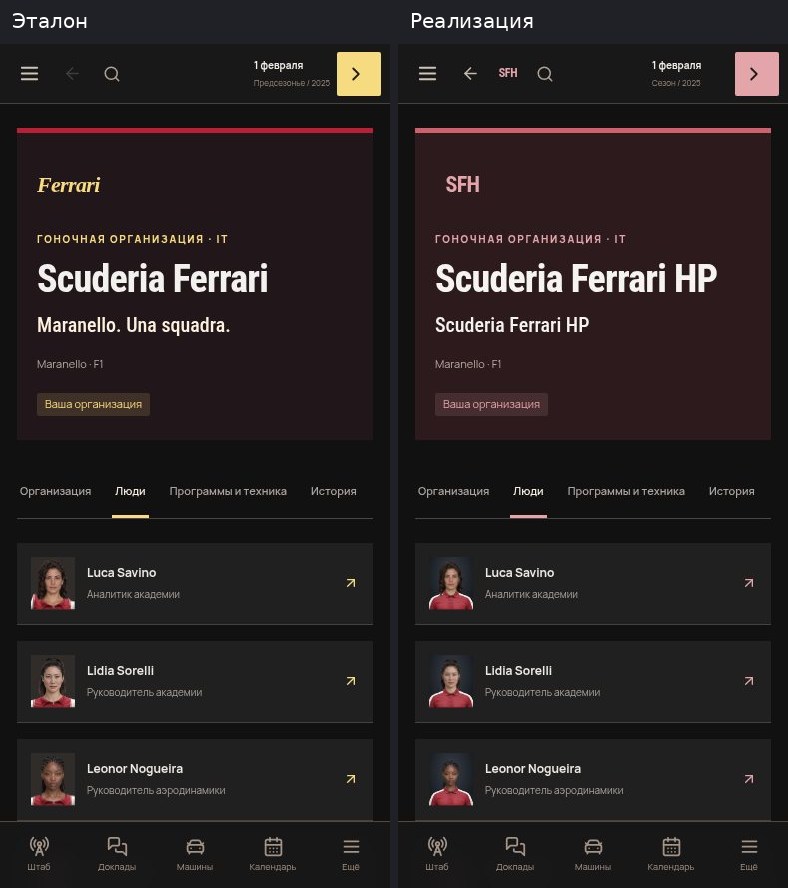 Эталон
1 февраля
Предсезонье / 2025
Ferrari
ГОНОЧНАЯ ОРГАНИЗАЦИЯ · IT
Scuderia Ferrari
Maranello. Una squadra.
Maranello · F1
Ваша организация
Организация Люди Программы и техника История
Luca Savino
Аналитик академии
Lidia Sorelli
Руководитель академии
Leonor Nogueira
Руководитель аэродинамики
Штаб Доклады Машины Календарь Ещё
Реализация
SFH
1 февраля
Сезон / 2025
SFH
ГОНОЧНАЯ ОРГАНИЗАЦИЯ · IT
Scuderia Ferrari HP
Scuderia Ferrari HP
Maranello · F1
Ваша организация
Организация Люди Программы и техника История
Luca Savino
Аналитик академии
Lidia Sorelli
Руководитель академии
Leonor Nogueira
Руководитель аэродинамики
Штаб Доклады Машины Календарь Ещё